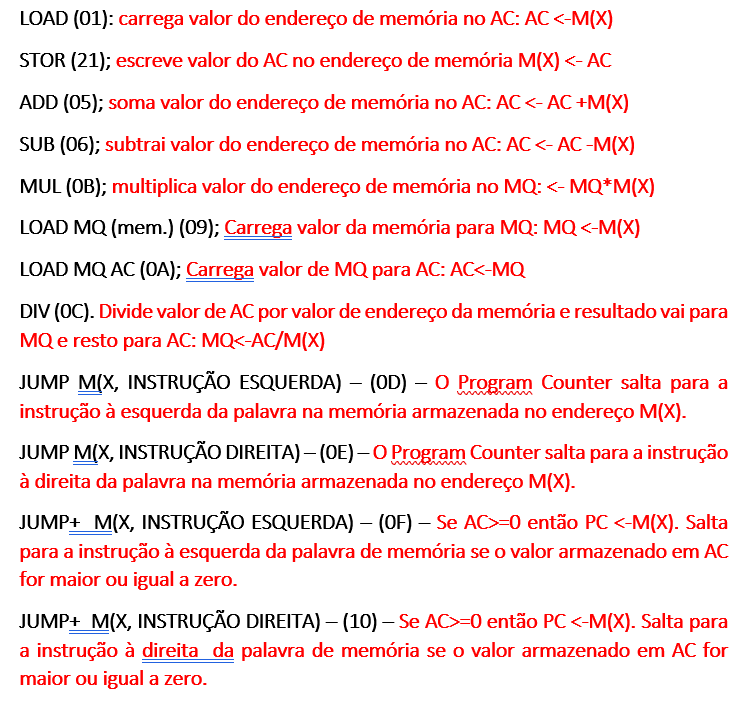 LOAD (01): carrega valor do endereço de memória no AC: AC <-M(X)
STOR (21); escreve valor do AC no endereço de memória M(X) <- AC
ADD (05); soma valor do endereço de memória no AC: AC <- AC +M(X)
SUB (06); subtrai valor do endereço de memória no AC: AC <- AC -M(X)
MUL (0B); multiplica valor do endereço de memória no MQ: <- MQ*M(X)
LOAD MQ (mem.) (09); Carrega valor da memória para MQ: MQ <-M(X)
LOAD MQ AC (0A); Carrega valor de MQ para AC: AC<-MQ
DIV (0C). Divide valor de AC por valor de endereço da memória e resultado vai para
MQ e resto para AC: MQ<-AC/M(X)
JUMP M(X, INSTRUÇÃO ESQUERDA) – (0D) – O Program Counter salta para a
instrução à esquerda da palavra na memória armazenada no endereço M(X).
JUMP M(X, INSTRUÇÃO DIREITA) – (0E) – O Program Counter salta para a instrução
à direita da palavra na memória armazenada no endereço M(X).
JUMP+ M(X, INSTRUÇÃO ESQUERDA) – (0F) – Se AC>=0 então PC <-M(X). Salta
para a instrução à esquerda da palavra de memória se o valor armazenado em AC
for maior ou igual a zero.
JUMP+ M(X, INSTRUÇÃO DIREITA) – (10) – Se AC>=0 então PC <-M(X). Salta para
a instrução à direita da palavra de memória se o valor armazenado em AC for
maior ou igual a zero.